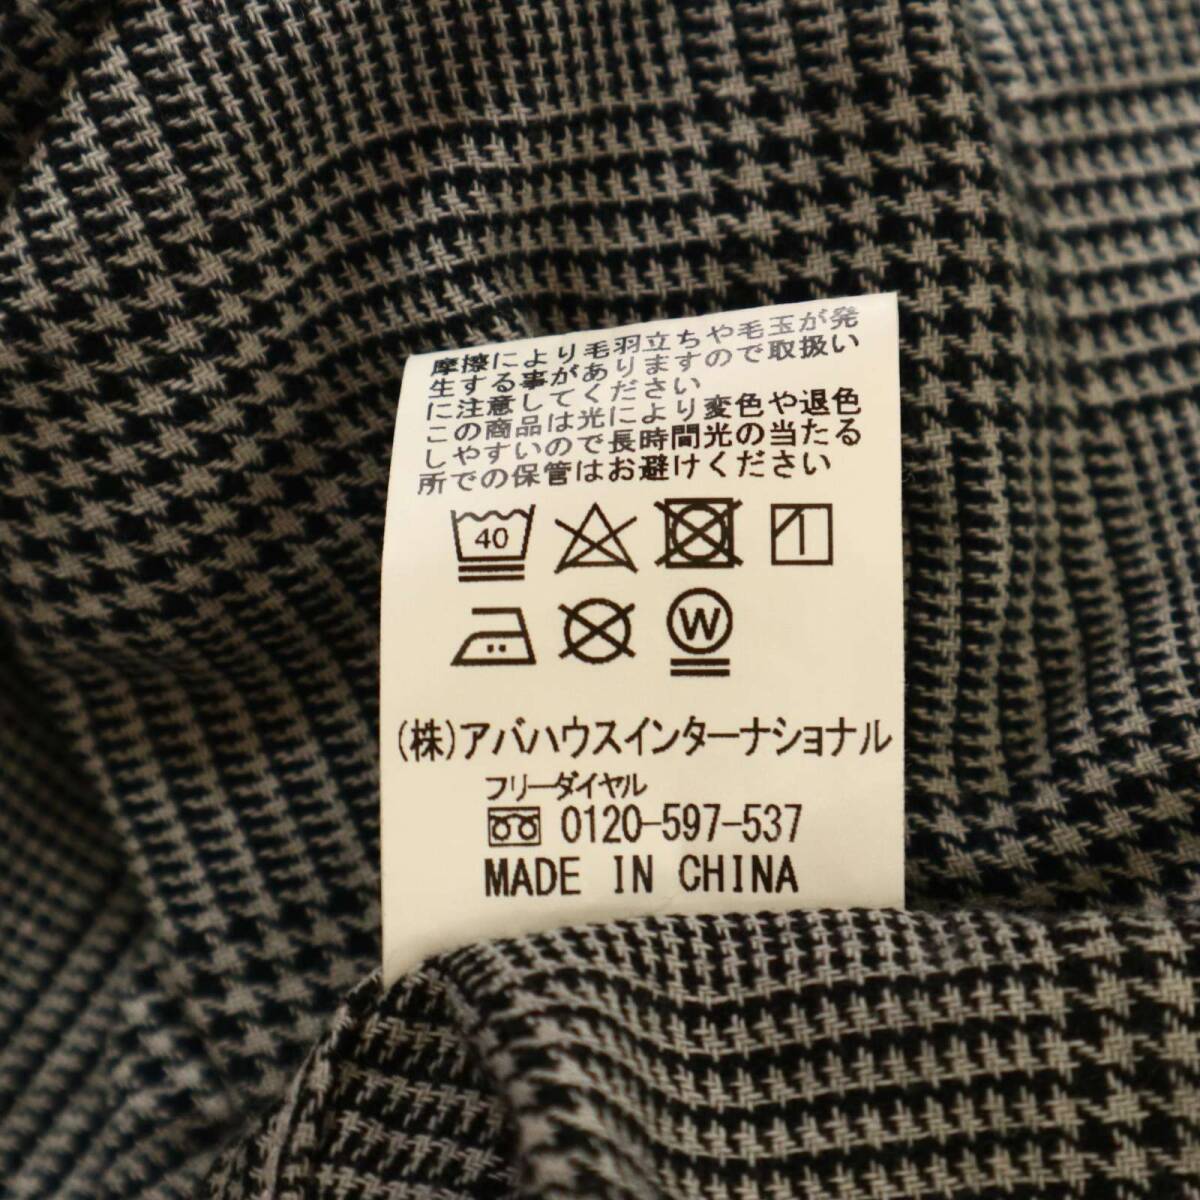 摩擦により毛羽立ちや毛玉が発
生する事がありますので取扱い
に注意してください
この商品は光により変色や退色
しやすいので長時間光の当たる
所での保管はお避けください
40
W
(株)アバハウスインターナショナル
フリーダイヤル
0120-597-537
MADE IN CHINA